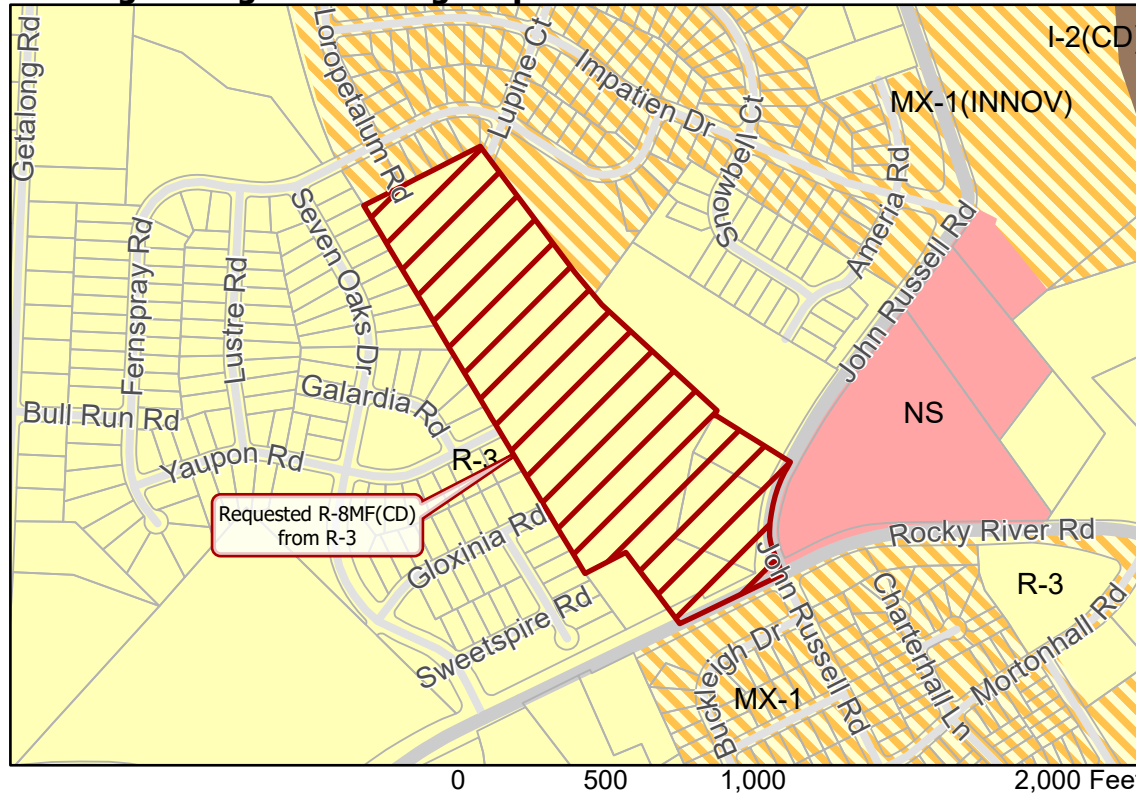 I-2(CD
MX-1(INNOV)
Getalong Rd
Loropetalum Rd
Lupine Ct
Impatien Dr
Snowbell Ct
Ameria Rd
John Russell Rd
Seven Oaks Dr
Fernspray Rd
Lustre Rd
Galardia Rd
Bull Run Rd
Yaupon Rd
R-3
NS
Requested R-8MF(CD)
from R-3
Gloxinia Rd
Rocky River Rd
Sweetspire Rd
John Russell Rd
Charterhall Ln
R-3
Mortonhall Rd
Buckleigh Dr
MX-1
0 500 1,000 2,000 Feet